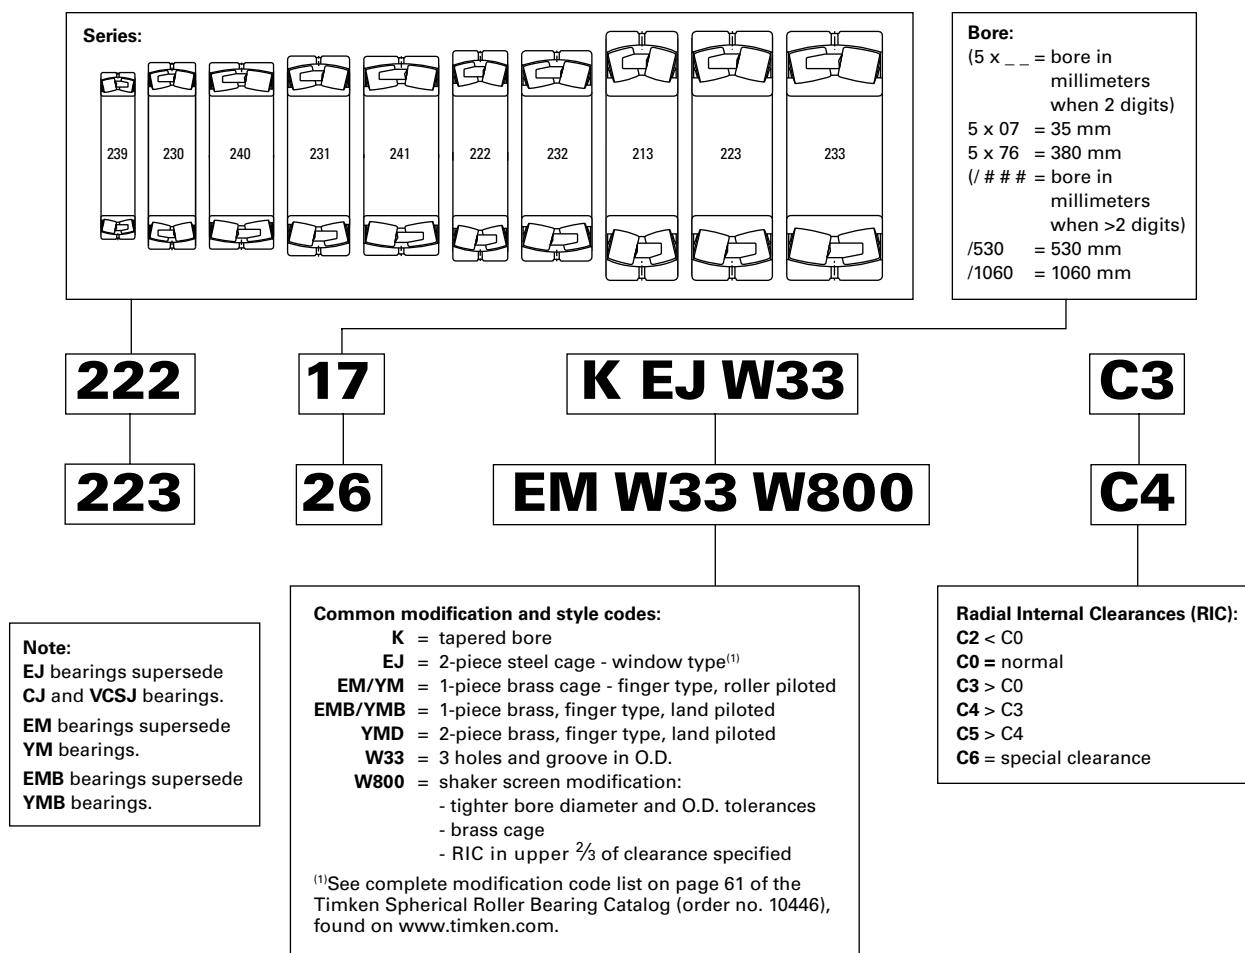 Series:
239
230
240
231
241
222
232
213
223
233
Bore:
(5 x _ _ = bore in
millimeters
when 2 digits)
5 x 07 = 35 mm
5 x 76 = 380 mm
(/ # # # = bore in
millimeters
when >2 digits)
/530 = 530 mm
/1060 = 1060 mm
222
17
K EJ W33
C3
223
26
EM W33 W800
C4
Note:
EJ bearings supersede
CJ and VCSJ bearings.
EM bearings supersede
YM bearings.
EMB bearings supersede
YMB bearings.
Common modification and style codes:
K = tapered bore
EJ = 2-piece steel cage - window type(1)
EM/YM = 1-piece brass cage - finger type, roller piloted
EMB/YMB = 1-piece brass, finger type, land piloted
YMD = 2-piece brass, finger type, land piloted
W33 = 3 holes and groove in O.D.
W800 = shaker screen modification:
- tighter bore diameter and O.D. tolerances
- brass cage
- RIC in upper 2/3 of clearance specified
(1)See complete modification code list on page 61 of the
Timken Spherical Roller Bearing Catalog (order no. 10446),
found on www.timken.com.
Radial Internal Clearances (RIC):
C2 < C0
C0 = normal
C3 > C0
C4 > C3
C5 > C4
C6 = special clearance